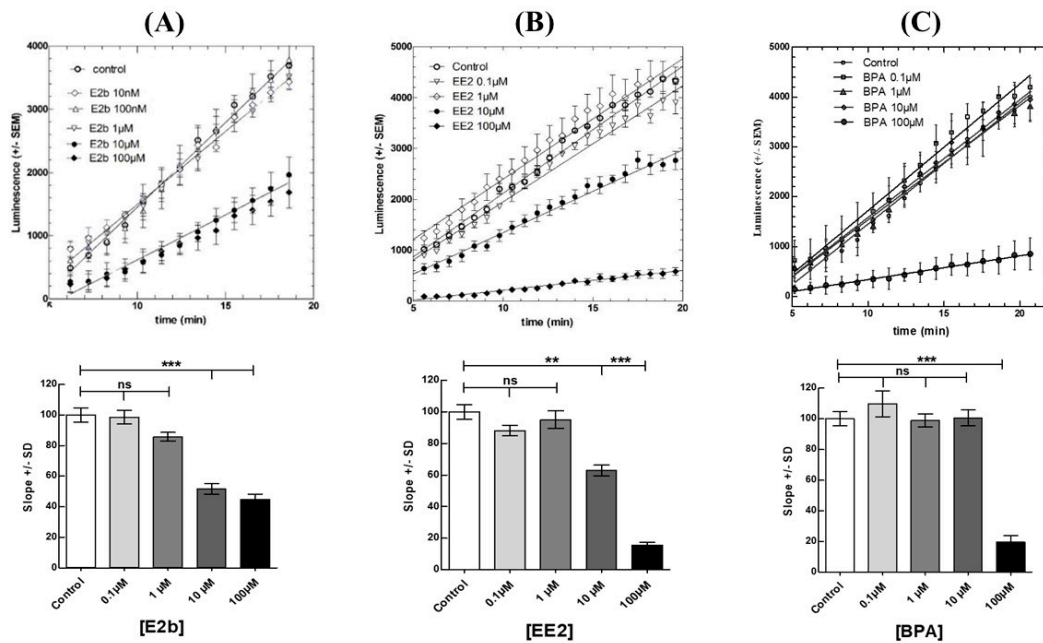 (A)
4000
3000
2000
1000
0
Luminescence (+/- SEM)
control
E2b 10nM
E2b 100nM
E2b 1µM
E2b 10µM
E2b 100µM
5
10
15
20
time (min)
(B)
5000
4000
3000
2000
1000
0
Luminescence (+/- SEM)
Control
EE2 0.1µM
EE2 1µM
EE2 10µM
EE2 100µM
5
10
15
20
time (min)
(C)
5000
4000
3000
2000
1000
0
Luminescence (+/- SEM)
Control
BPA 0.1µM
BPA 1µM
BPA 10µM
BPA 100µM
5
10
15
20
time (min)
***
ns
120
100
80
60
40
20
0
Slope +/- SD
Control
0.1µM
1 µM
10 µM
100µM
[E2b]
**
***
ns
120
100
80
60
40
20
0
Slope +/- SD
Control
0.1µM
1 µM
10 µM
100µM
[EE2]
***
ns
120
100
80
60
40
20
0
Slope +/- SD
Control
0.1µM
1 µM
10 µM
100µM
[BPA]